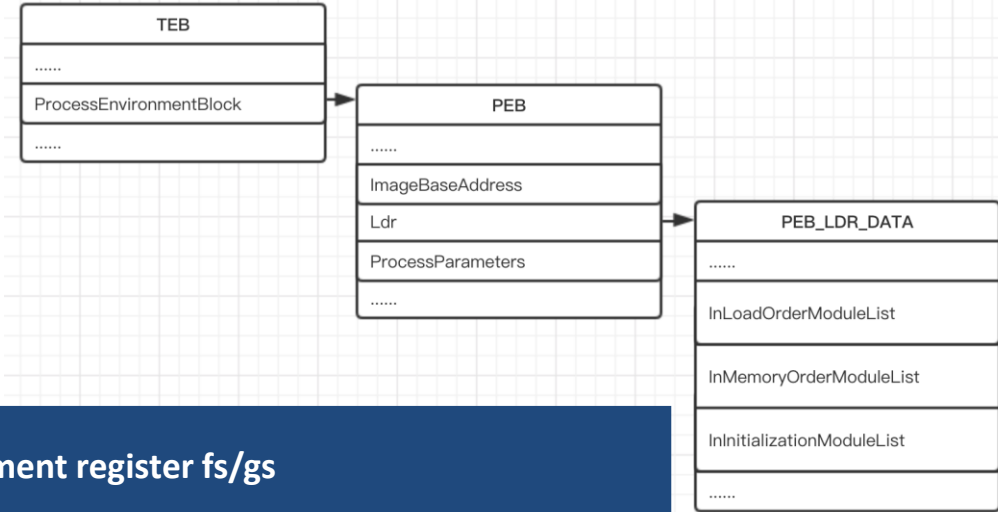 TEB
......
ProcessEnvironmentBlock
......
PEB
......
ImageBaseAddress
Ldr
ProcessParameters
......
PEB_LDR_DATA
......
InLoadOrderModuleList
InMemoryOrderModuleList
InInitializationModuleList
......
ment register fs/gs